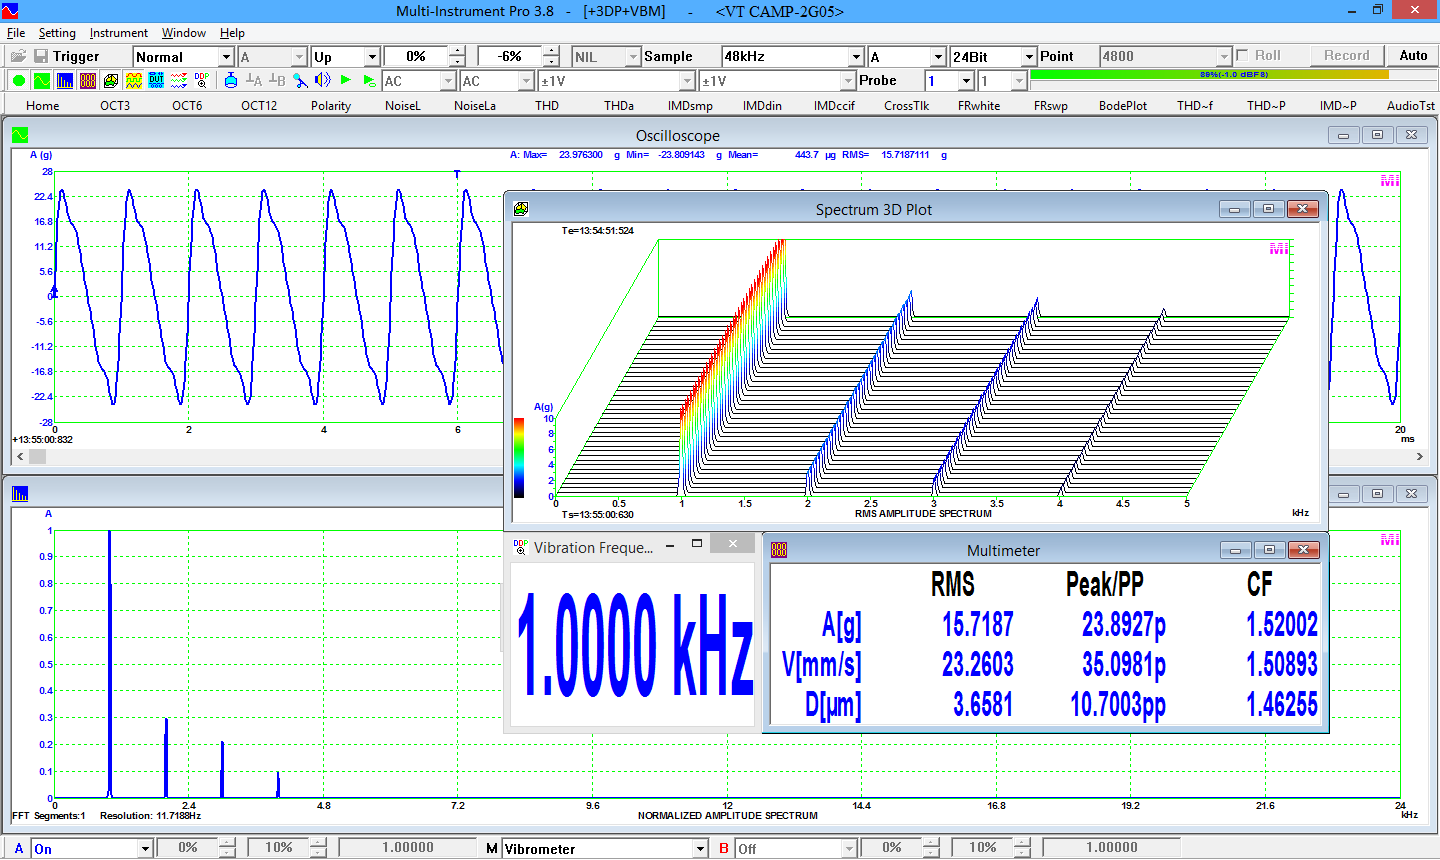 Multi-Instrument Pro 3.8 - [+3DP+VBM] - <VT CAMP-2G05>
File Setting Instrument Window Help
Trigger Normal A Up 0% -6% NIL Sample 48kHz A 24Bit Point 4800 Roll Record Auto
DUT DDP A B AC AC ±1V ±1V Probe 1 1 89%(-1.0 dBFS)
Home OCT3 OCT6 OCT12 Polarity NoiseL NoiseLa THD THDa IMDsmp IMDdin IMDccif CrossTlk FRwhite FRswp BodePlot THD~f THD~P IMD~P AudioTst
Oscilloscope
A (g) A: Max= 23.976300 g Min= -23.809143 g Mean= 443.7 µg RMS= 15.7187111 g
28
T
MI
22.4
16.8
11.2
5.6
0
-5.6
-11.2
-16.8
-22.4
-28
0 2 4 6 20
+13:55:00:832 ms
Spectrum 3D Plot
Te=13:54:51:524
MI
A(g)
10
8
6
4
2
0
0 0.5 1 1.5 2 2.5 3 3.5 4 4.5 5
Ts=13:55:00:630 RMS AMPLITUDE SPECTRUM kHz
A
MI
1
0.9
0.8
0.7
0.6
0.5
0.4
0.3
0.2
0.1
0
0 2.4 4.8 7.2 9.6 12 14.4 16.8 19.2 21.6 24
FFT Segments:1 Resolution: 11.7188Hz NORMALIZED AMPLITUDE SPECTRUM kHz
DDP Vibration Freque...
1.0000 kHz
Multimeter
RMS Peak/PP CF
A[g] 15.7187 23.8927p 1.52002
V[mm/s] 23.2603 35.0981p 1.50893
D[µm] 3.6581 10.7003pp 1.46255
A On 0% 10% 1.00000 M Vibrometer B Off 0% 10% 1.00000